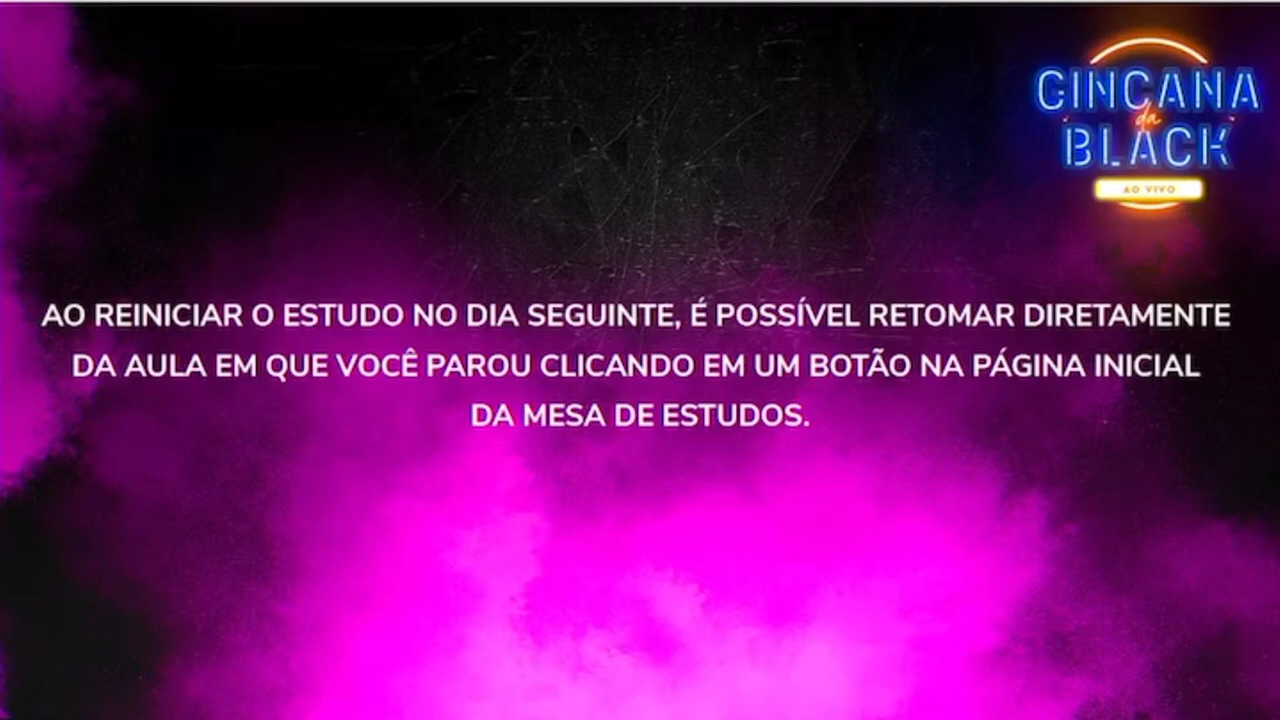 GINCANA
da
BLACK
AO VIVO
AO REINICIAR O ESTUDO NO DIA SEGUINTE, É POSSÍVEL RETOMAR DIRETAMENTE
DA AULA EM QUE VOCÊ PAROU CLICANDO EM UM BOTÃO NA PÁGINA INICIAL
DA MESA DE ESTUDOS.